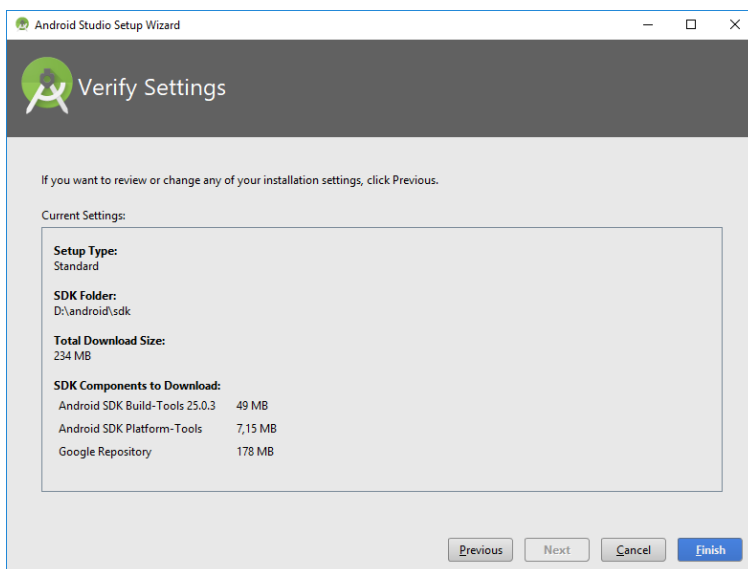 Android Studio Setup Wizard
Verify Settings
If you want to review or change any of your installation settings, click Previous.
Current Settings:
Setup Type:
Standard
SDK Folder:
D:\android\sdk
Total Download Size:
234 MB
SDK Components to Download:
Android SDK Build-Tools 25.0.3 49 MB
Android SDK Platform-Tools 7,15 MB
Google Repository 178 MB
Previous Next Cancel Finish